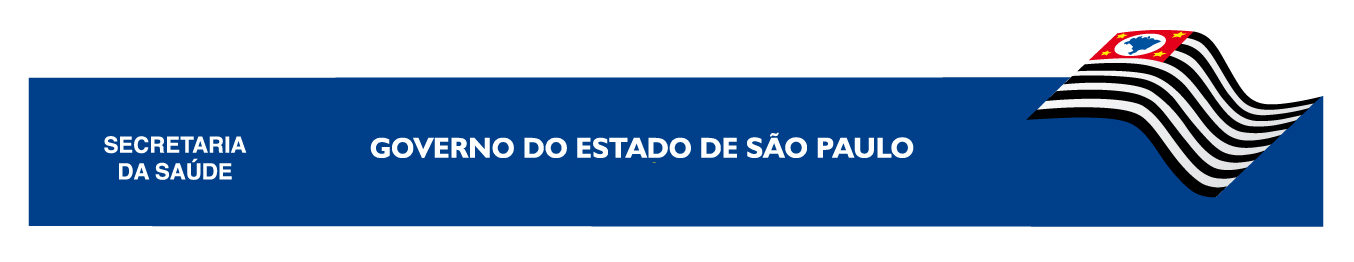 SECRETARIA
DA SAÚDE
GOVERNO DO ESTADO DE SÃO PAULO